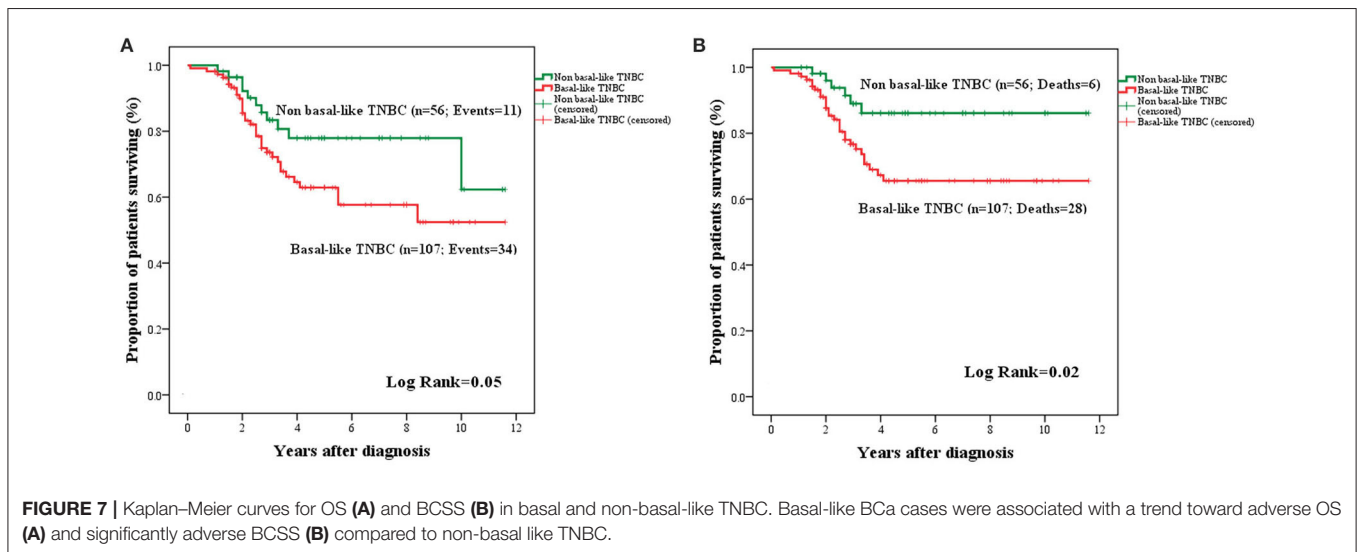 A
Proportion of patients surviving (%)
1.0
0.8
0.6
0.4
0.2
0.0
Non basal-like TNBC (n=56; Events=11)
Basal-like TNBC (n=107; Events=34)
Log Rank=0.05
0 2 4 6 8 10 12
Years after diagnosis
Non basal-like TNBC
Basal-like TNBC
Non basal-like TNBC
(censored)
Basal-like TNBC (censored)
B
Proportion of patients surviving (%)
1.0
0.8
0.6
0.4
0.2
0.0
Non basal-like TNBC (n=56; Deaths=6)
Basal-like TNBC (n=107; Deaths=28)
Log Rank=0.02
0 2 4 6 8 10 12
Years after diagnosis
Non basal-like TNBC
Basal-like TNBC
Non basal-like TNBC
(censored)
Basal-like TNBC (censored)
FIGURE 7 | Kaplan–Meier curves for OS (A) and BCSS (B) in basal and non-basal-like TNBC. Basal-like BCa cases were associated with a trend toward adverse OS
(A) and significantly adverse BCSS (B) compared to non-basal like TNBC.